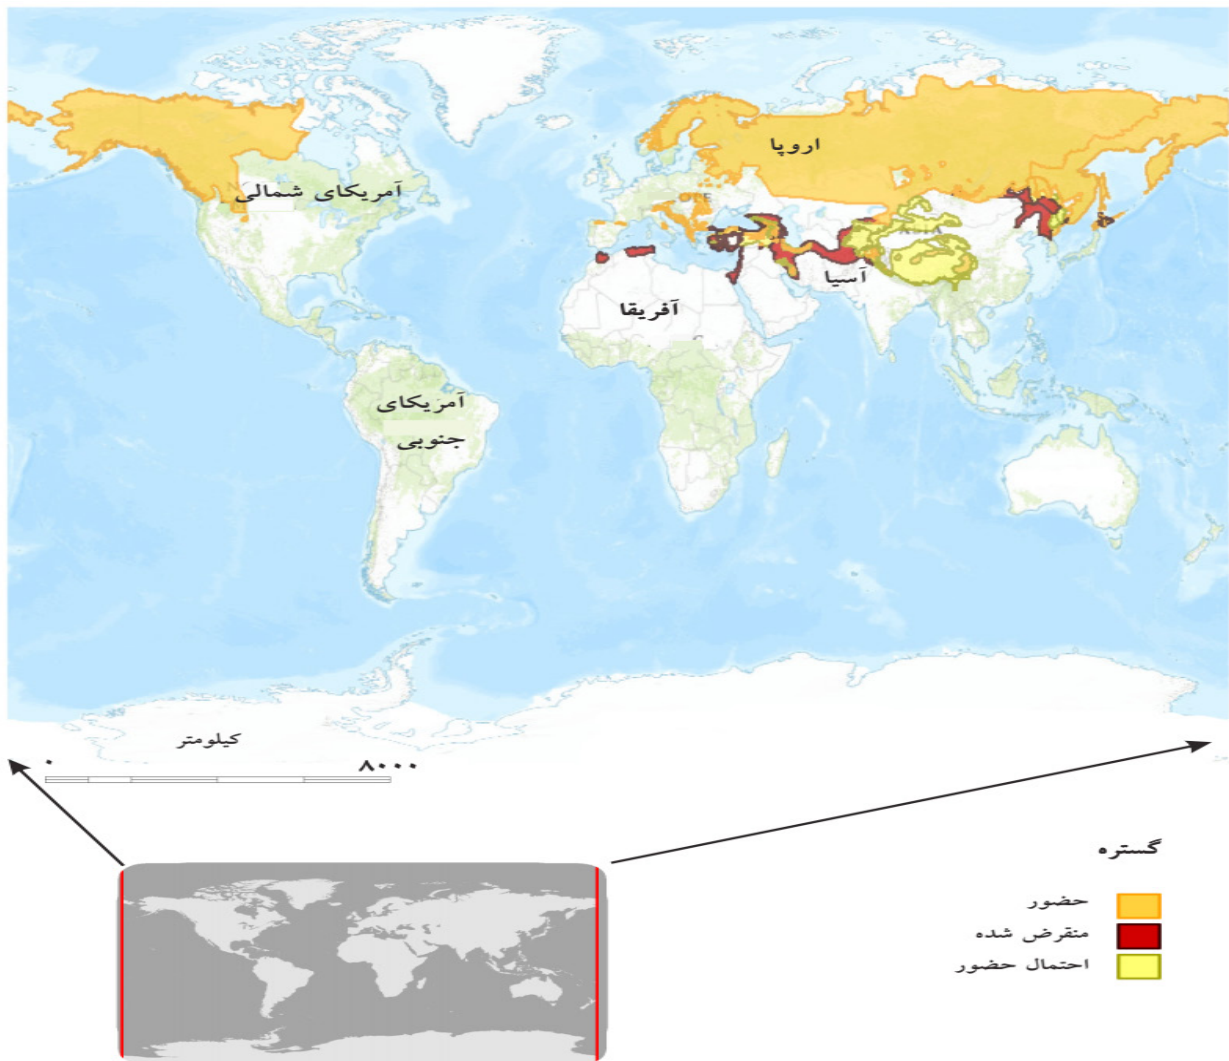 اروپا
آمریکای شمالی
آسیا
آفریقا
آمریکای
جنوبی
کیلومتر
۰ ۸۰۰۰
گستره
حضور
منقرض شده
احتمال حضور